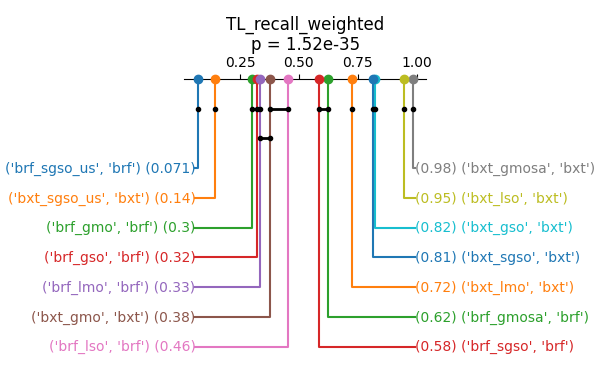 TL_recall_weighted
p = 1.52e-35
0.25 0.50 0.75 1.00
('brf_sgso_us', 'brf') (0.071) (0.98) ('bxt_gmosa', 'bxt')
('bxt_sgso_us', 'bxt') (0.14) (0.95) ('bxt_lso', 'bxt')
('brf_gmo', 'brf') (0.3) (0.82) ('bxt_gso', 'bxt')
('brf_gso', 'brf') (0.32) (0.81) ('bxt_sgso', 'bxt')
('brf_lmo', 'brf') (0.33) (0.72) ('bxt_lmo', 'bxt')
('bxt_gmo', 'bxt') (0.38) (0.62) ('brf_gmosa', 'brf')
('brf_lso', 'brf') (0.46) (0.58) ('brf_sgso', 'brf')